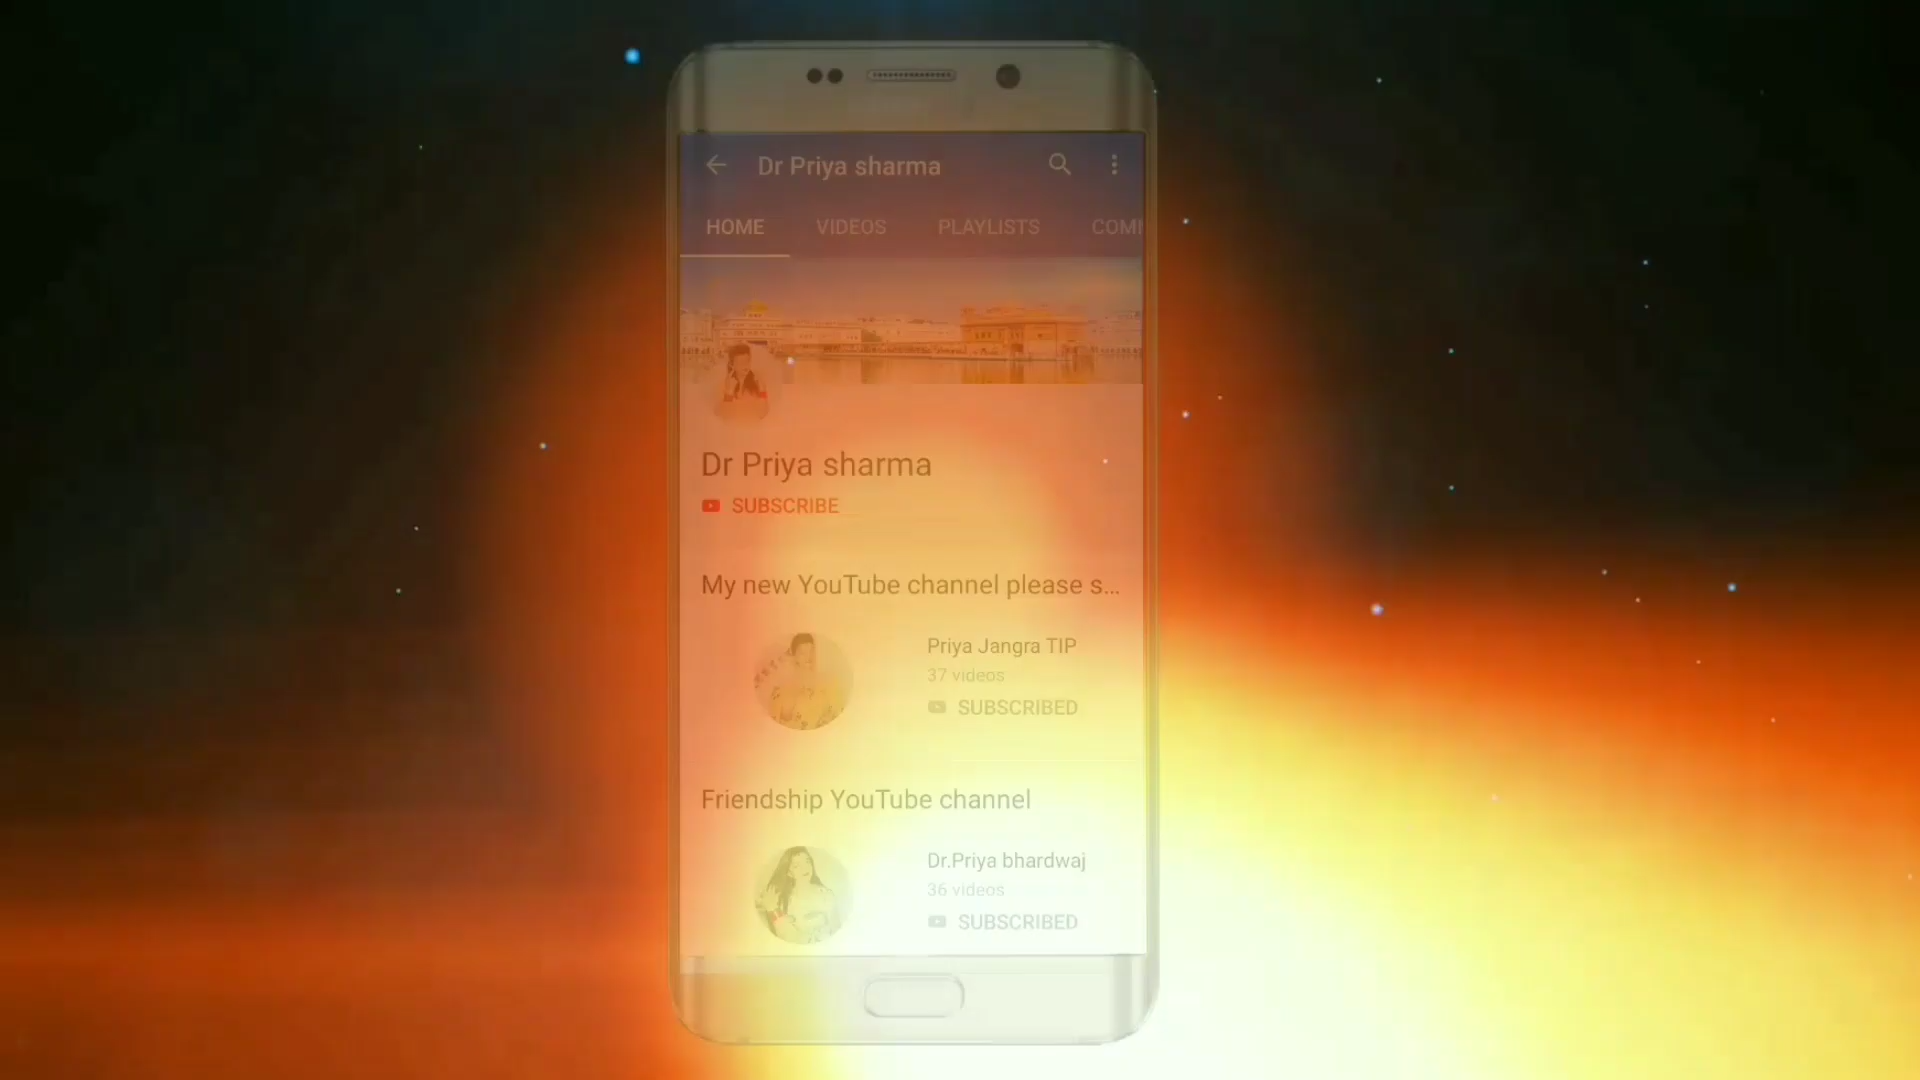 Dr Priya sharma
HOME VIDEOS PLAYLISTS COM
Dr Priya sharma
SUBSCRIBE
My new YouTube channel please s...
Priya Jangra TIP
37 videos
SUBSCRIBED
Friendship YouTube channel
Dr.Priya bhardwaj
36 videos
SUBSCRIBED